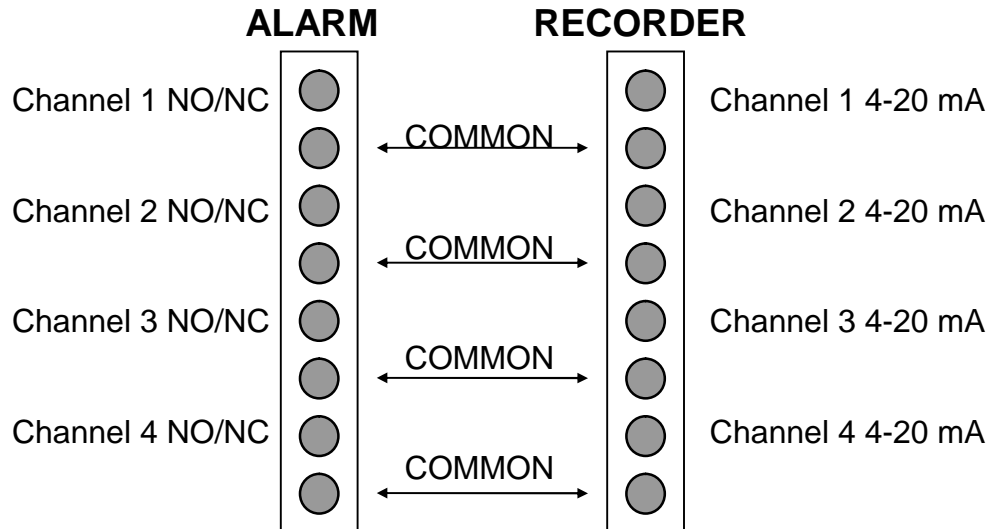 ALARM RECORDER
Channel 1 NO/NC Channel 1 4-20 mA
COMMON
Channel 2 NO/NC Channel 2 4-20 mA
COMMON
Channel 3 NO/NC Channel 3 4-20 mA
COMMON
Channel 4 NO/NC Channel 4 4-20 mA
COMMON